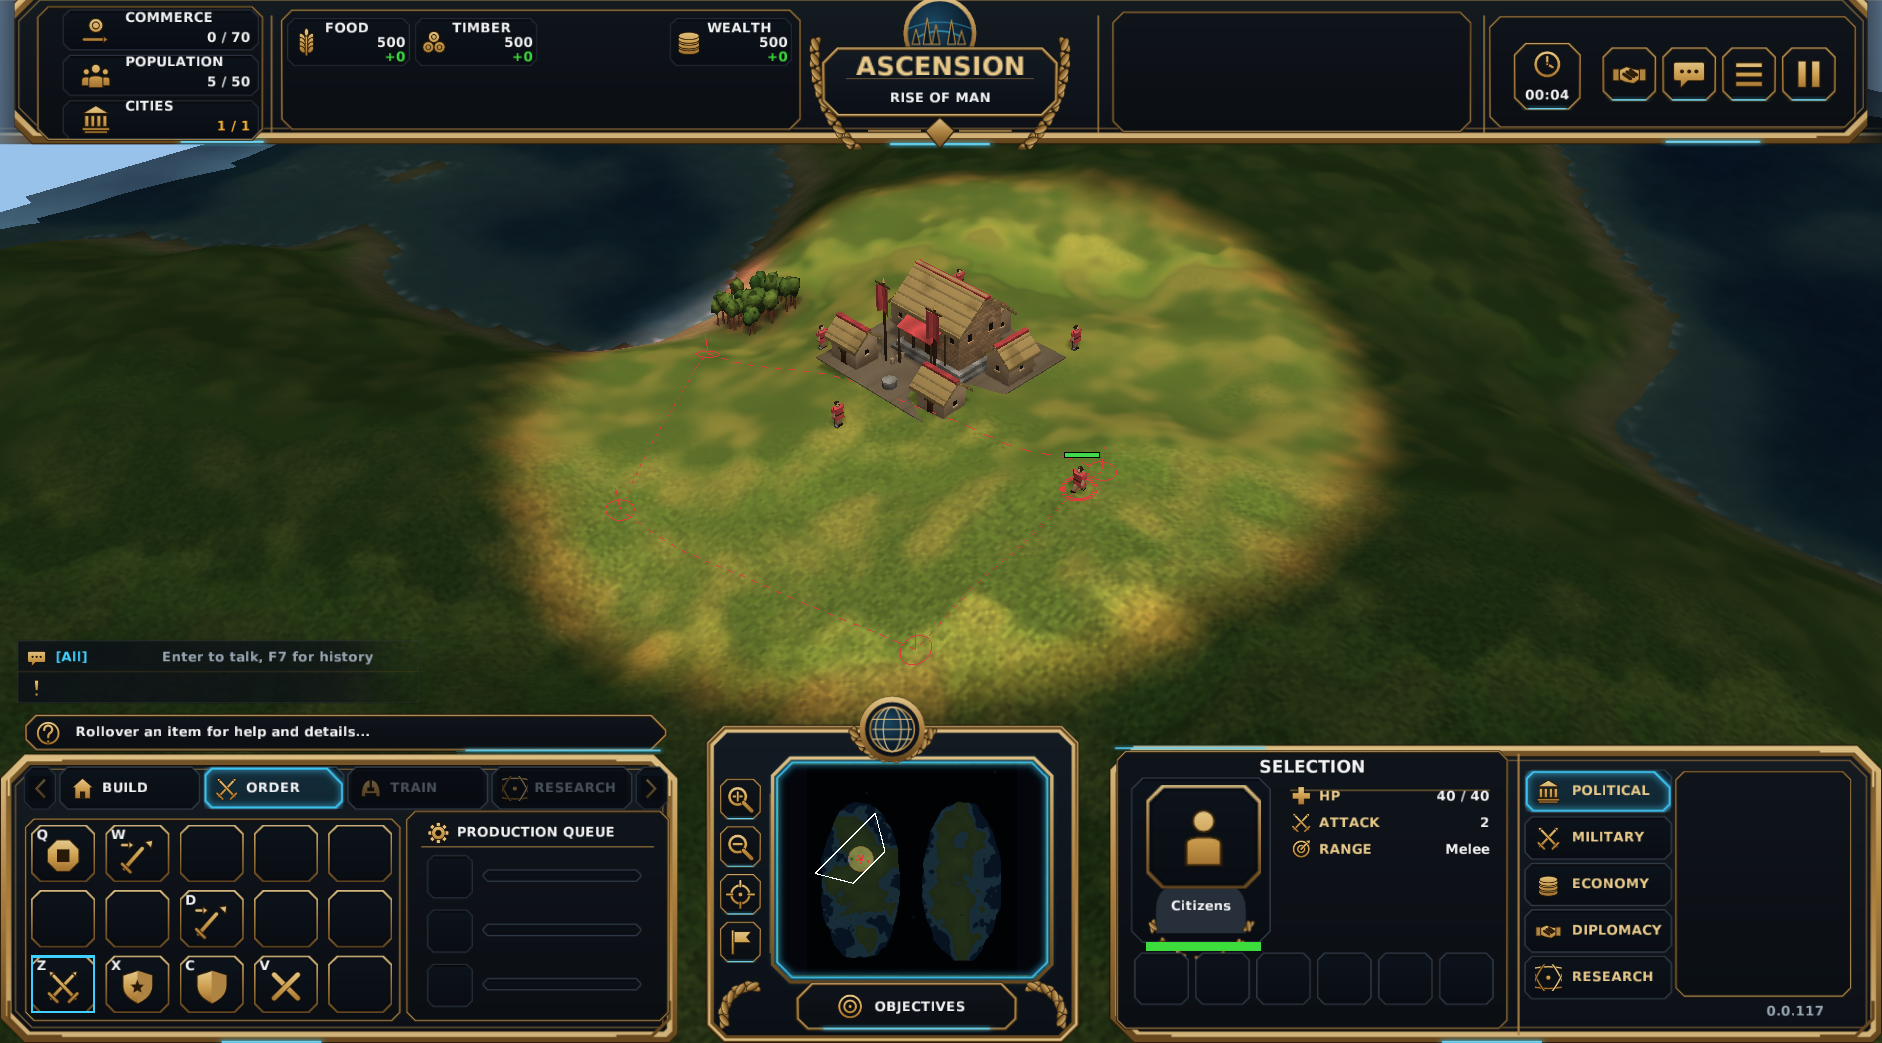 COMMERCE
0 / 70
POPULATION
5 / 50
CITIES
1 / 1
FOOD
500
+0
TIMBER
500
+0
WEALTH
500
+0
ASCENSION
RISE OF MAN
00:04
[All] Enter to talk, F7 for history
!
Rollover an item for help and details...
BUILD
ORDER
TRAIN
RESEARCH
Q
W
D
Z
X
C
V
PRODUCTION QUEUE
OBJECTIVES
SELECTION
HP 40 / 40
ATTACK 2
RANGE Melee
Citizens
POLITICAL
MILITARY
ECONOMY
DIPLOMACY
RESEARCH
0.0.117